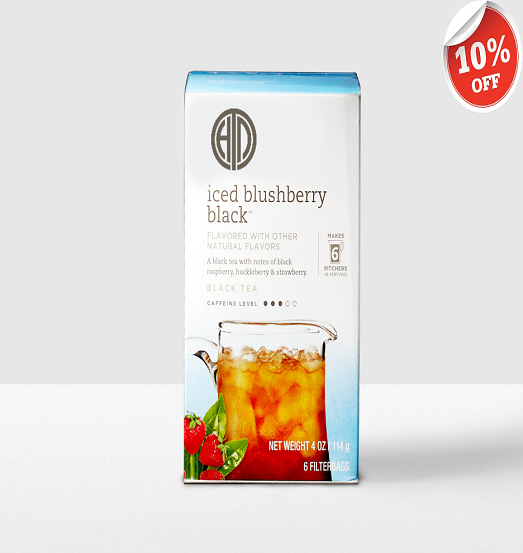 10%
OFF
HTD
iced blushberry
black™
FLAVORED WITH OTHER
NATURAL FLAVORS
A black tea with notes of black
raspberry, huckleberry & strawberry.
BLACK TEA
CAFFEINE LEVEL
MAKES
6
PITCHERS
NET WEIGHT 4 OZ / 114 g
6 FILTERBAGS